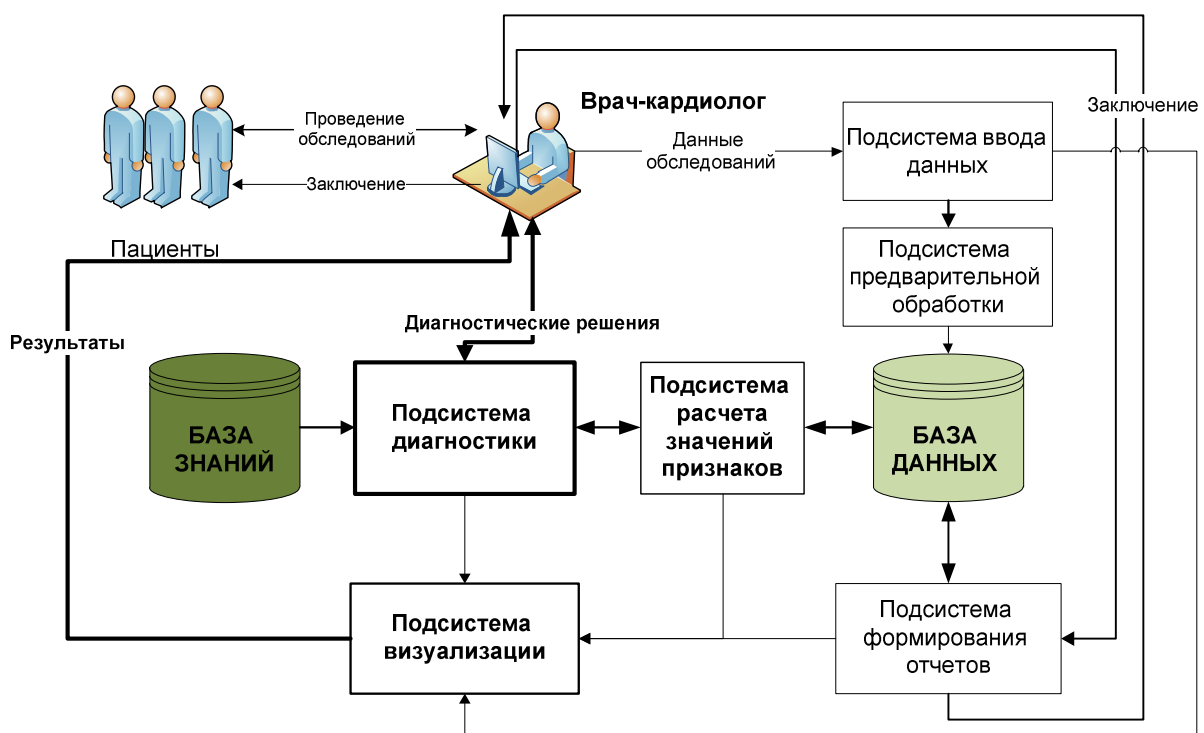 Врач-кардиолог
Заключение
Проведение
обследований
Данные
обследований
Подсистема ввода
данных
Заключение
Пациенты
Подсистема
предварительной
обработки
Диагностические решения
Результаты
БАЗА
ЗНАНИЙ
Подсистема
диагностики
Подсистема
расчета
значений
признаков
БАЗА
ДАННЫХ
Подсистема
визуализации
Подсистема
формирования
отчетов